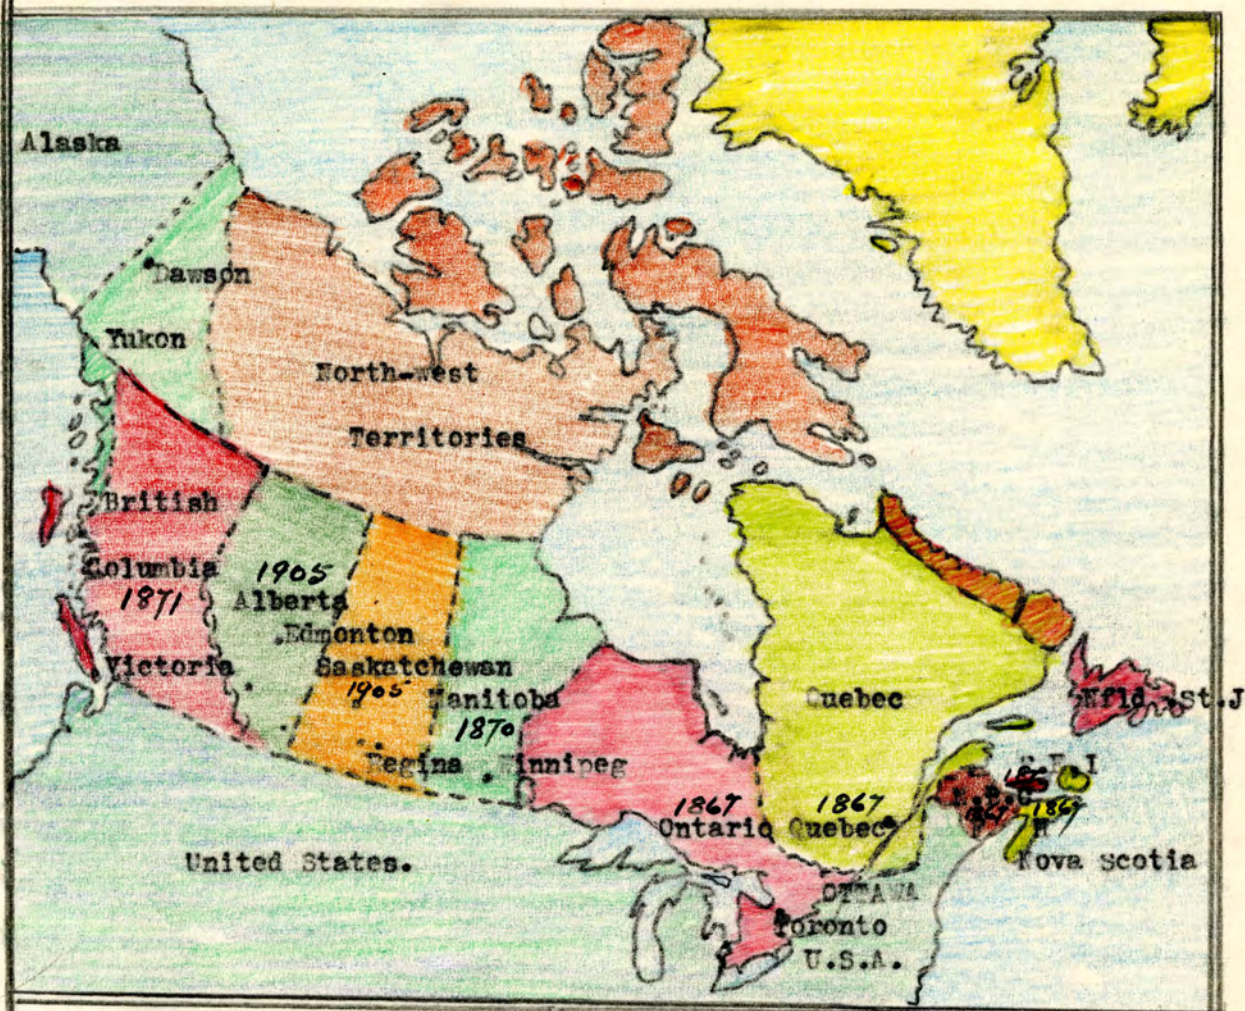 Alaska
Dawson
Yukon
North-west
Territories
British
Columbia
1871
Victoria
1905
Alberta
Edmonton
Saskatchewan
1905
Manitoba
1870
Regina
Winnipeg
Quebec
Nfld. St.J
P.E.I
1867
Ontario
1867
Quebec
1867
Nova Scotia
United States.
OTTAWA
Toronto
U.S.A.